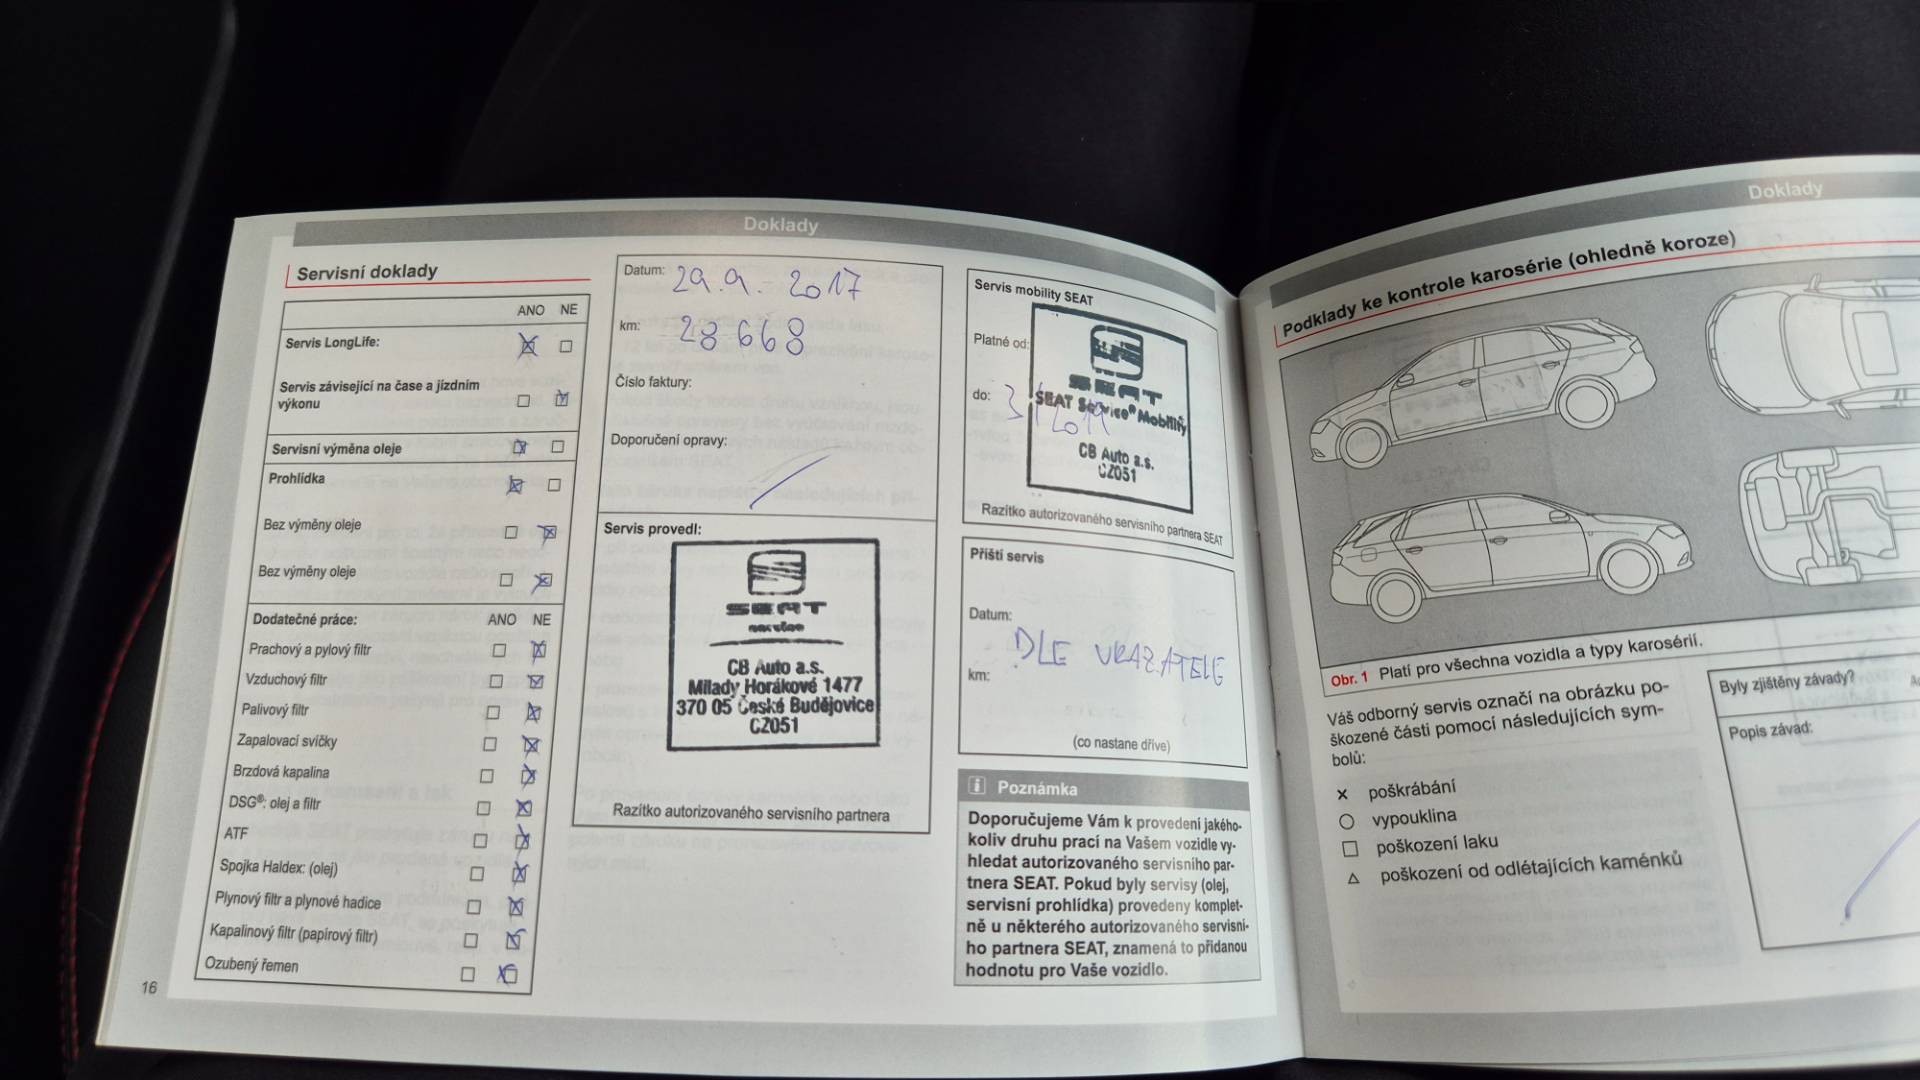 Doklady
Servisní doklady
ANO NE
Servis LongLife:
Servis závisející na čase a jízdním
výkonu
Servisní výměna oleje
Prohlídka
Bez výměny oleje
Bez výměny oleje
Dodatečné práce: ANO NE
Prachový a pylový filtr
Vzduchový filtr
Palivový filtr
Zapalovací svíčky
Brzdová kapalina
DSG®: olej a filtr
ATF
Spojka Haldex: (olej)
Plynový filtr a plynové hadice
Kapalinový filtr (papírový filtr)
Ozubený řemen
16
Datum: 29.9. 2017
km: 28 668
Číslo faktury:
Doporučení opravy:
Servis provedl:
SEAT
service
CB Auto a.s.
Milady Horákové 1477
370 05 České Budějovice
CZ051
Razítko autorizovaného servisního partnera
Servis mobility SEAT
Platné od:
SEAT
SEAT Service® Mobility
do:
CB Auto a.s.
CZ051
Razítko autorizovaného servisního partnera SEAT
Příští servis
Datum:
DLE UKAZATELE
km:
(co nastane dříve)
Poznámka
Doporučujeme Vám k provedení jakého-
koliv druhu prací na Vašem vozidle vy-
hledat autorizovaného servisního par-
tnera SEAT. Pokud byly servisy (olej,
servisní prohlídka) provedeny komplet-
ně u některého autorizovaného servisní-
ho partnera SEAT, znamená to přidanou
hodnotu pro Vaše vozidlo.
Doklady
Podklady ke kontrole karosérie (ohledně koroze)
Obr. 1 Platí pro všechna vozidla a typy karosérií.
Váš odborný servis označí na obrázku po-
škozené části pomocí následujících sym-
bolů:
poškrábání
vypouklina
poškození laku
poškození od odlétajících kaménků
Byly zjištěny závady?
Popis závad: